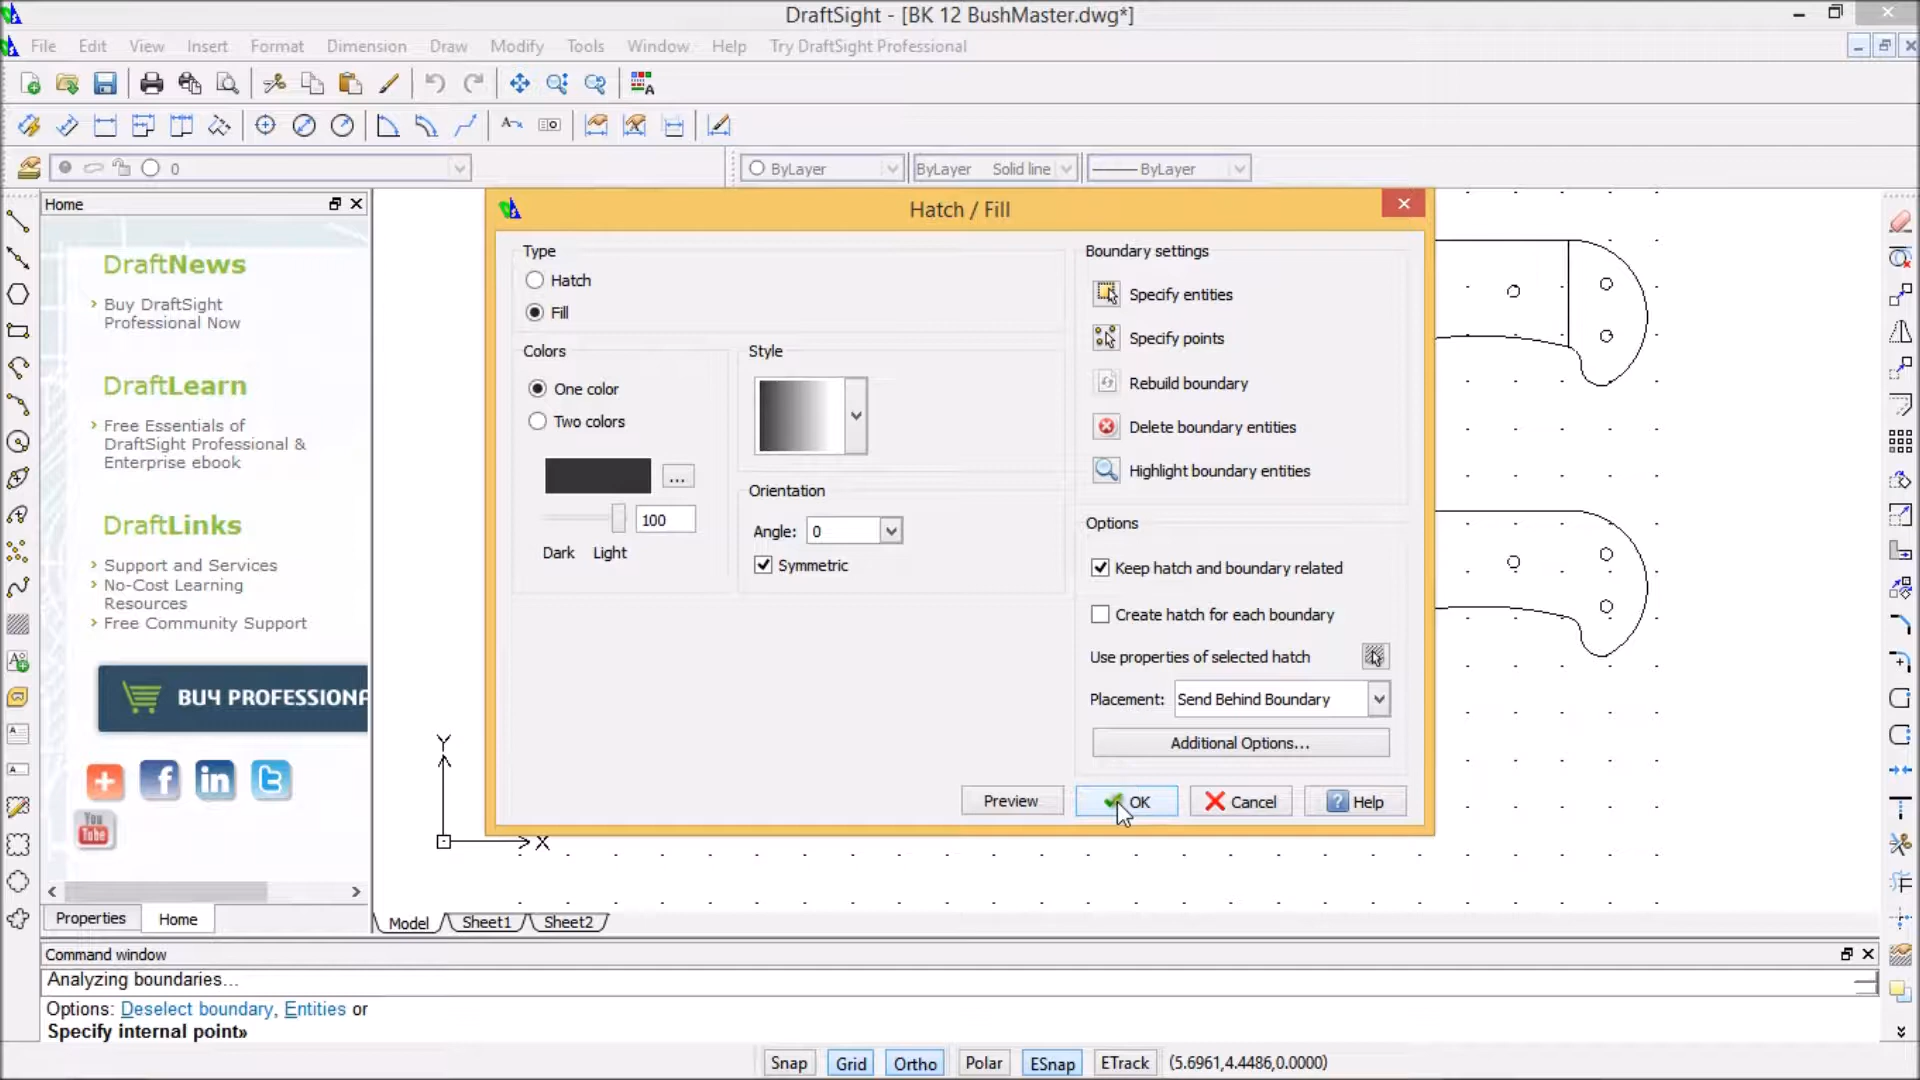 DraftSight - [BK 12 BushMaster.dwg*]
File Edit View Insert Format Dimension Draw Modify Tools Window Help Try DraftSight Professional
0 ByLayer ByLayer Solid line ByLayer
Home
DraftNews
Buy DraftSight
Professional Now
DraftLearn
Free Essentials of
DraftSight Professional &
Enterprise ebook
DraftLinks
Support and Services
No-Cost Learning
Resources
Free Community Support
BUY PROFESSIONA
You
Tube
Properties Home
Hatch / Fill
Type
Hatch
Fill
Colors
One color
Two colors
...
100
Dark Light
Style
Orientation
Angle: 0
Symmetric
Boundary settings
Specify entities
Specify points
Rebuild boundary
Delete boundary entities
Highlight boundary entities
Options
Keep hatch and boundary related
Create hatch for each boundary
Use properties of selected hatch
Placement: Send Behind Boundary
Additional Options...
Preview OK Cancel Help
Y
X
Model Sheet1 Sheet2
Command window
Analyzing boundaries...
Options: Deselect boundary, Entities or
Specify internal point»
Snap Grid Ortho Polar ESnap ETrack (5.6961,4.4486,0.0000)